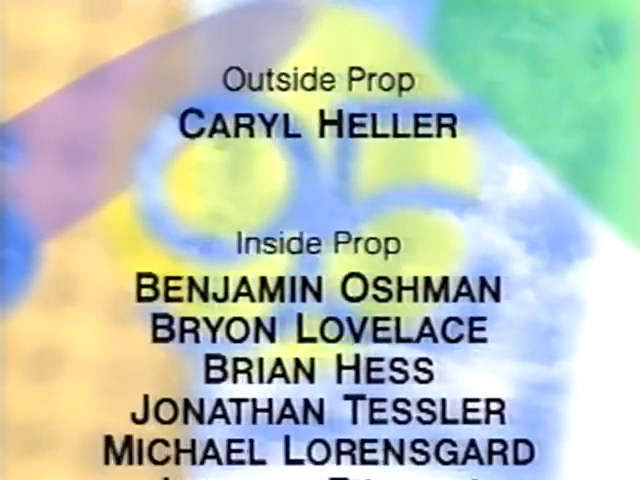 Outside Prop
CARYL HELLER
Inside Prop
BENJAMIN OSHMAN
BRYON LOVELACE
BRIAN HESS
JONATHAN TESSLER
MICHAEL LORENSGARD